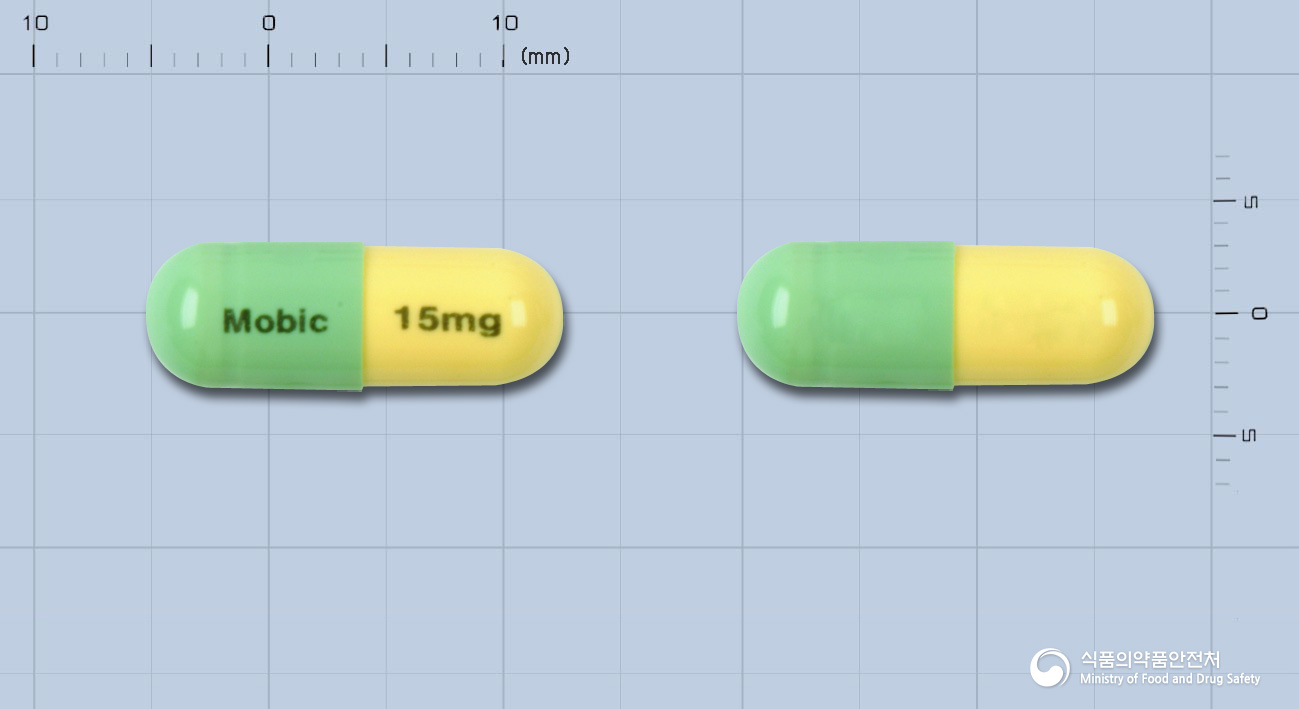 10 0 10
(mm)
Mobic 15mg
5
0
5
식품의약품안전처
Ministry of Food and Drug Safety